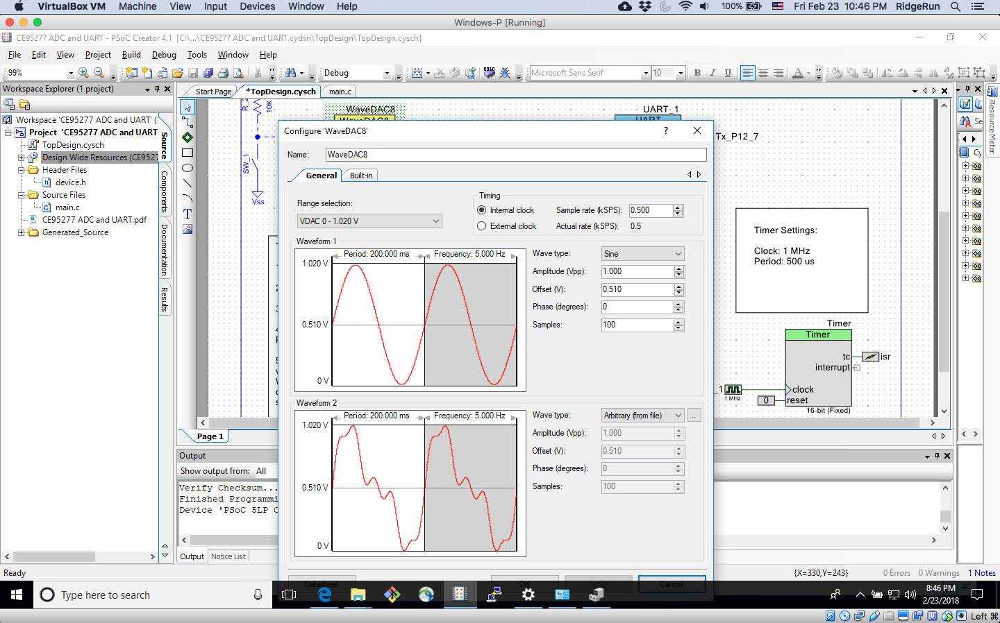 VirtualBox VM Machine View Input Devices Window Help 100% Fri Feb 23 10:46 PM RidgeRun
Windows-P [Running]
CE95277 ADC and UART - PSoC Creator 4.1 [C:\...\CE95277 ADC and UART.cydsn\TopDesign\TopDesign.cysch]
File Edit View Project Build Debug Tools Window Help
99% Debug Microsoft Sans Serif 10 B I U A
Workspace Explorer (1 project)
Start Page *TopDesign.cysch main.c
Workspace 'CE95277 ADC and UART' (
Project 'CE95277 ADC and UART
TopDesign.cysch
Design Wide Resources (CE9527
Header Files
device.h
Source Files
main.c
CE95277 ADC and UART.pdf
Generated_Source
Source
Components
Documentation
Results
R_2
10K
SW_1
Vss
WaveDAC8
WaveDAC8
UART_1
UART
Tx_P12_7
Configure 'WaveDAC8' ?
Name: WaveDAC8
General Built-in
Range selection:
VDAC 0 - 1.020 V
Timing
Internal clock Sample rate (kSPS): 0.500
External clock Actual rate (kSPS): 0.5
Wavefom 1
Period: 200.000 ms Frequency: 5.000 Hz
1.020 V
0.510 V
0 V
Wave type: Sine
Amplitude (Vpp): 1.000
Offset (V): 0.510
Phase (degrees): 0
Samples: 100
Wavefom 2
Period: 200.000 ms Frequency: 5.000 Hz
1.020 V
0.510 V
0 V
Wave type: Arbitrary (from file) ..
Amplitude (Vpp): 1.000
Offset (V): 0.510
Phase (degrees): 0
Samples: 100
Datasheet OK Cancel
Timer Settings:
Clock: 1 MHz
Period: 500 us
Timer
Timer
tc
isr
interrupt
clock
reset
_1
1 MHz
0
16-bit (Fixed)
Se
Cy
Resource Meter
Page 1
Output
Show output from: All
Verify Checksum...
Finished Programmi
Device 'PSoC 5LP C
Output Notice List
Ready {X=330,Y=243} 0 Errors 0 Warnings 1 Notes
Type here to search
8:46 PM
2/23/2018
Left ⌘